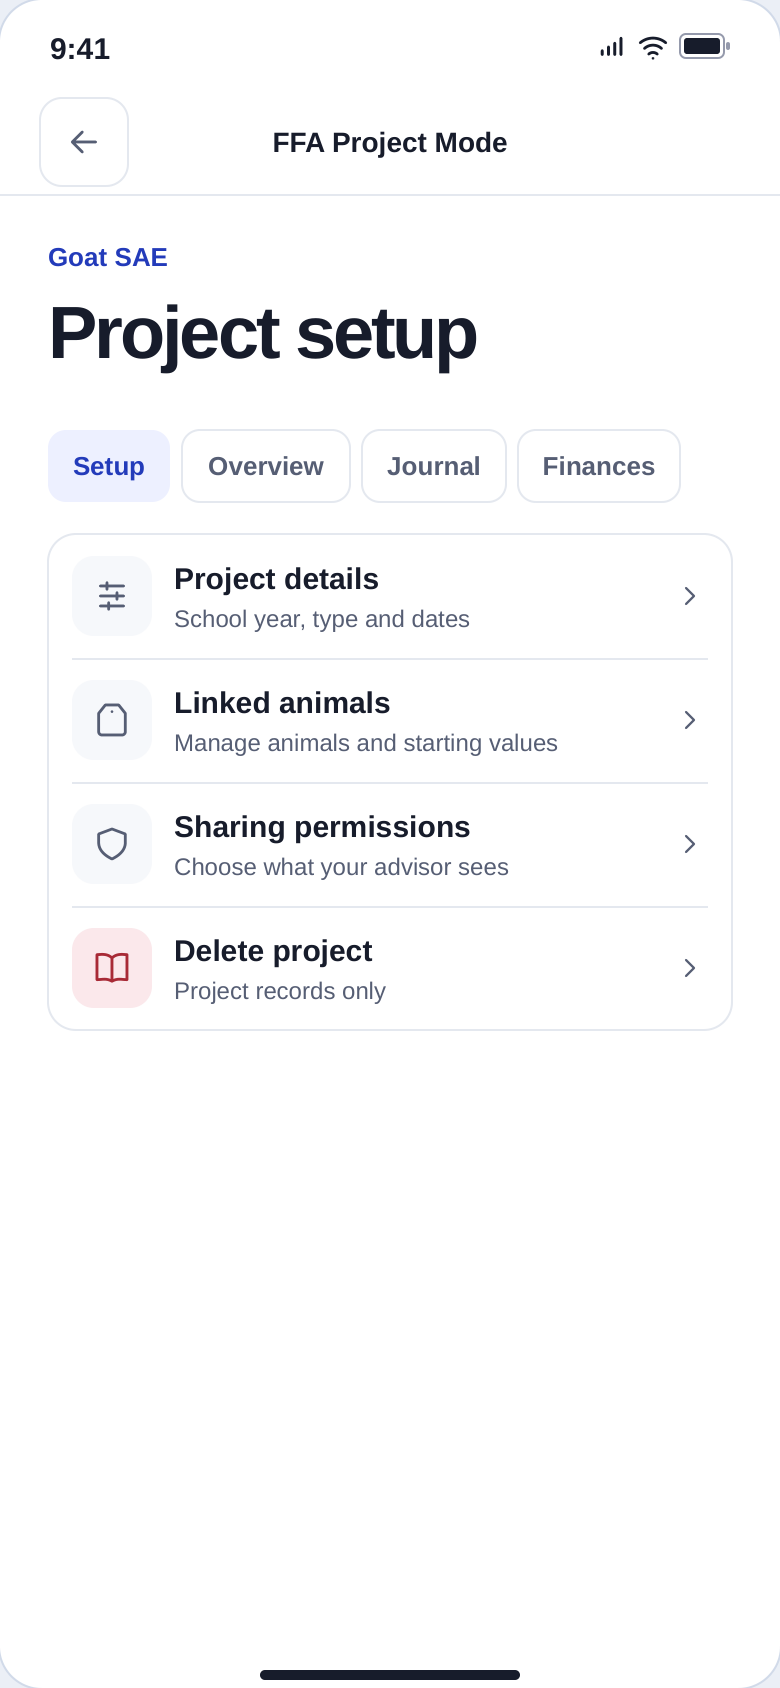 9:41
FFA Project Mode
Goat SAE
Project setup
Setup
Overview
Journal
Finances
Project details
School year, type and dates
Linked animals
Manage animals and starting values
Sharing permissions
Choose what your advisor sees
Delete project
Project records only